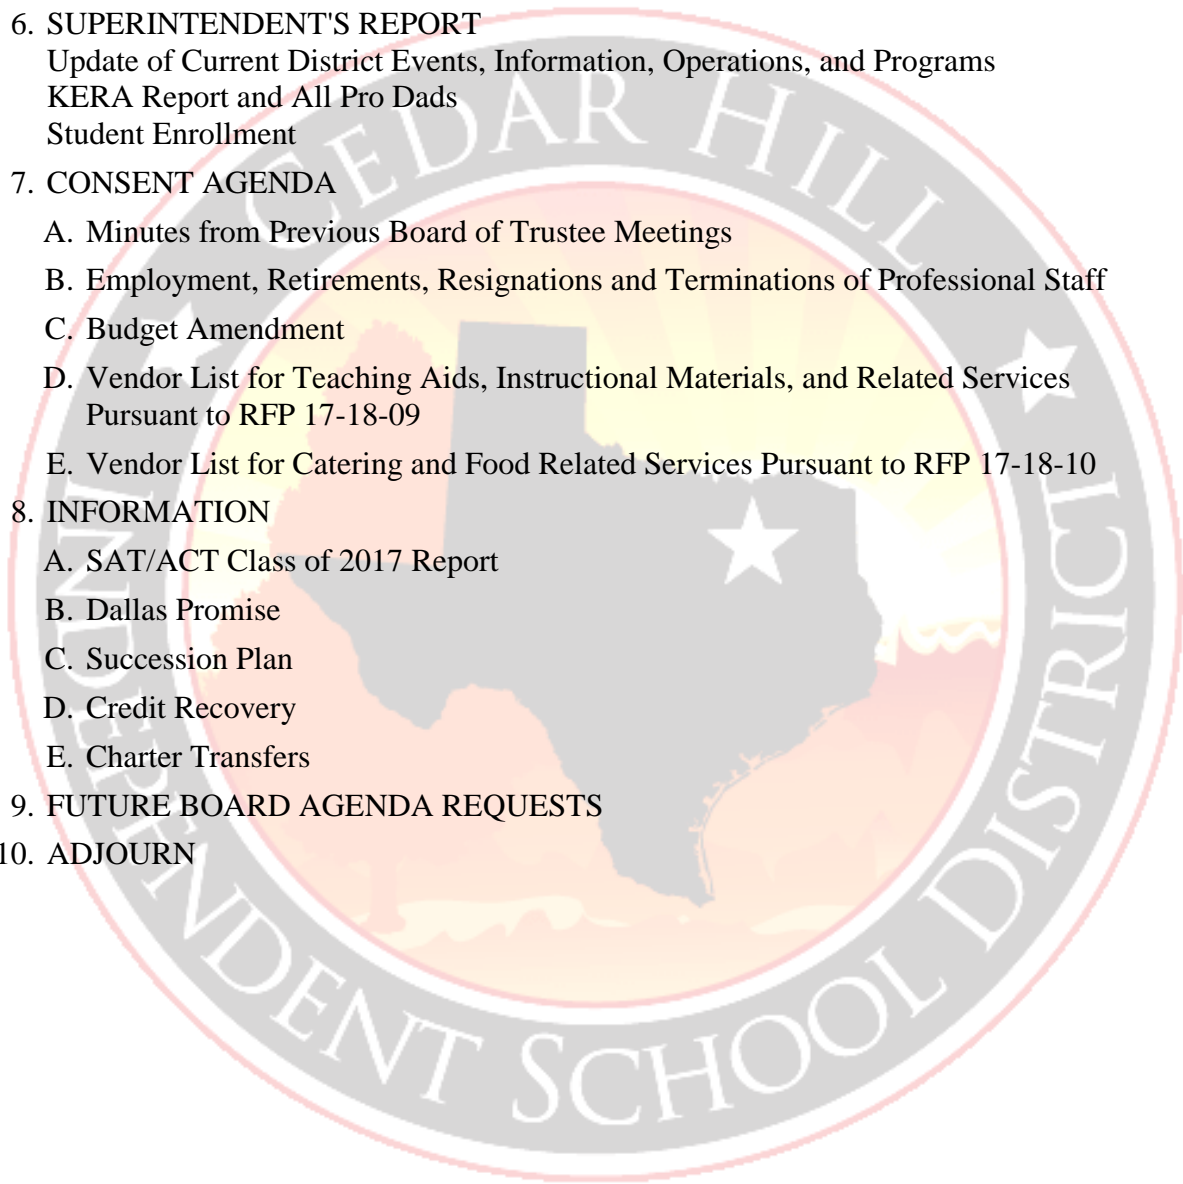 6. SUPERINTENDENT'S REPORT
Update of Current District Events, Information, Operations, and Programs
KERA Report and All Pro Dads
Student Enrollment
7. CONSENT AGENDA
A. Minutes from Previous Board of Trustee Meetings
B. Employment, Retirements, Resignations and Terminations of Professional Staff
C. Budget Amendment
D. Vendor List for Teaching Aids, Instructional Materials, and Related Services
Pursuant to RFP 17-18-09
E. Vendor List for Catering and Food Related Services Pursuant to RFP 17-18-10
8. INFORMATION
A. SAT/ACT Class of 2017 Report
B. Dallas Promise
C. Succession Plan
D. Credit Recovery
E. Charter Transfers
9. FUTURE BOARD AGENDA REQUESTS
10. ADJOURN
CEDAR HILL
INDEPENDENT SCHOOL DISTRICT